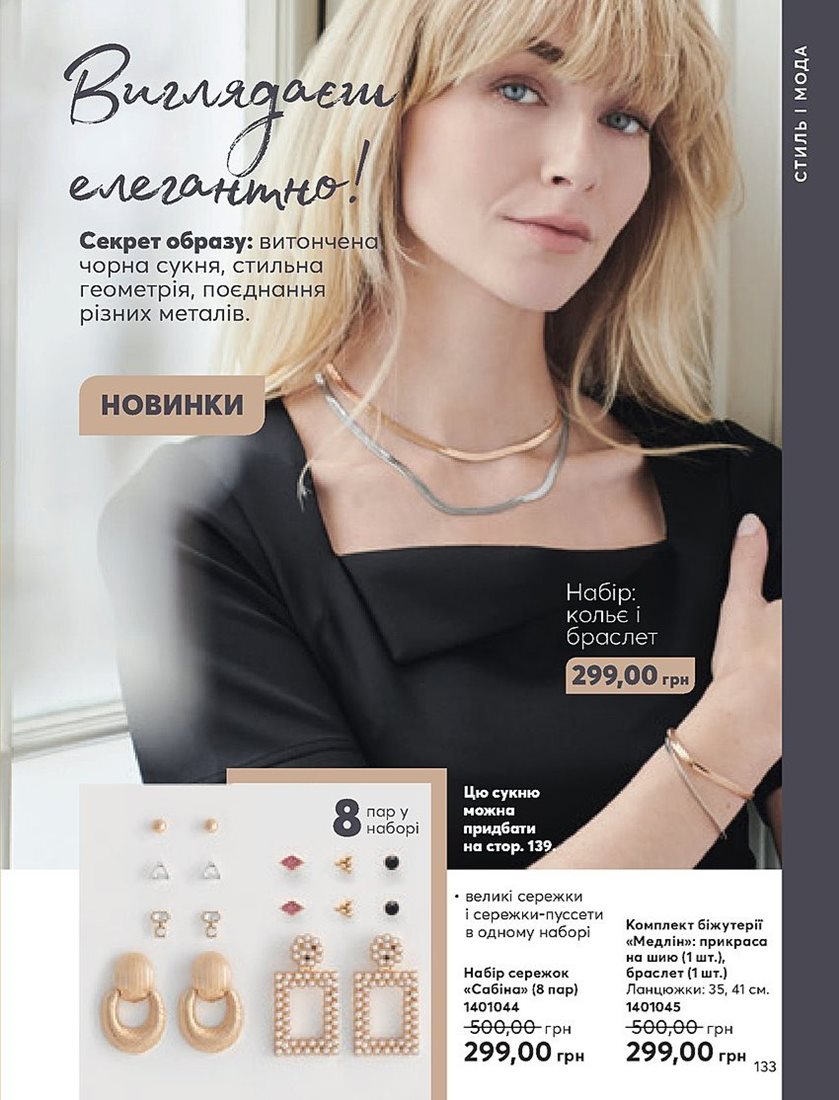 Виглядаєш
елегантно!
Секрет образу: витончена
чорна сукня, стильна
геометрія, поєднання
різних металів.
НОВИНКИ
СТИЛЬ І МОДА
Набір:
кольє і
браслет
299,00 грн
Цю сукню
можна
придбати
на стор. 139.
8 пар у
наборі
• великі сережки
і сережки-пуссети
в одному наборі
Набір сережок
«Сабіна» (8 пар)
1401044
500,00 грн
299,00 грн
Комплект біжутерії
«Медлін»: прикраса
на шию (1 шт.),
браслет (1 шт.)
Ланцюжки: 35, 41 см.
1401045
500,00 грн
299,00 грн
133